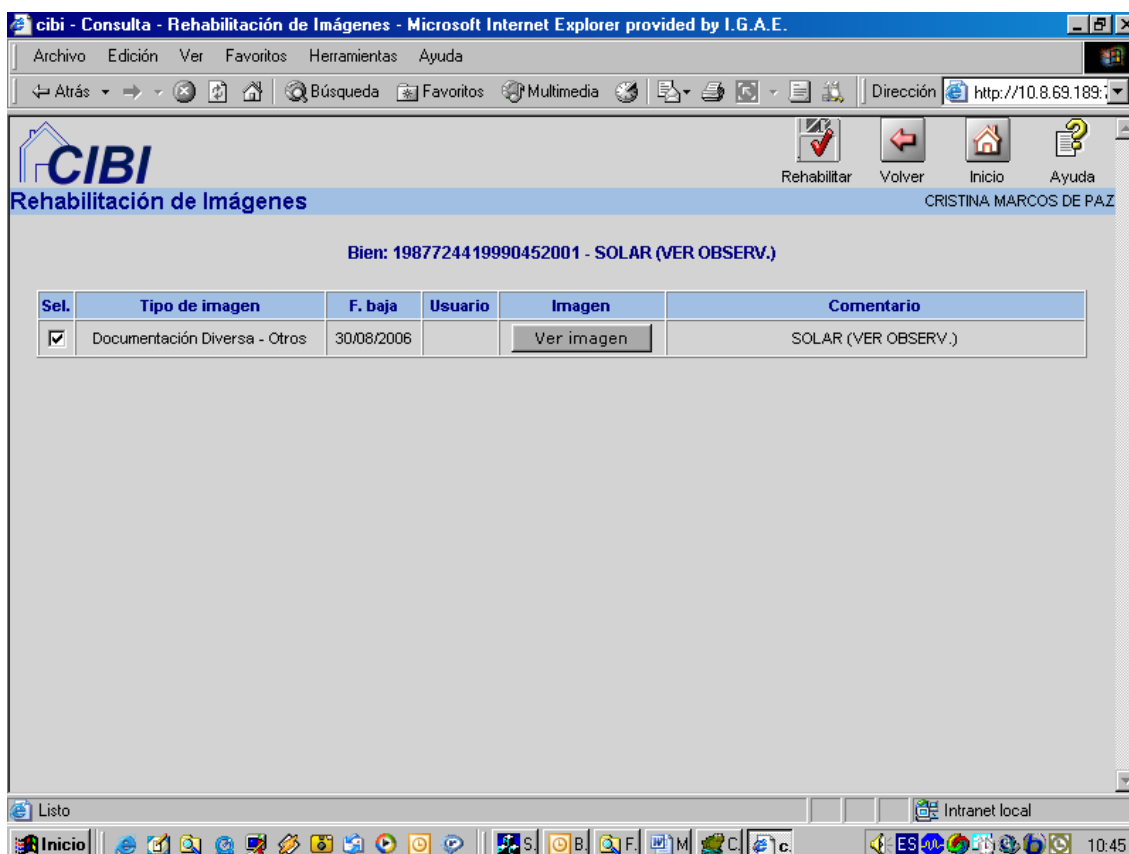 cibi - Consulta - Rehabilitación de Imágenes - Microsoft Internet Explorer provided by I.G.A.E.
Archivo Edición Ver Favoritos Herramientas Ayuda
Atrás Búsqueda Favoritos Multimedia Dirección http://10.8.69.189:
CIBI
Rehabilitar Volver Inicio Ayuda
Rehabilitación de Imágenes CRISTINA MARCOS DE PAZ
Bien: 1987724419990452001 - SOLAR (VER OBSERV.)
Sel. Tipo de imagen F. baja Usuario Imagen Comentario
Documentación Diversa - Otros 30/08/2006 Ver imagen SOLAR (VER OBSERV.)
Listo Intranet local
Inicio S. B. F. M C. c. ES 10:45